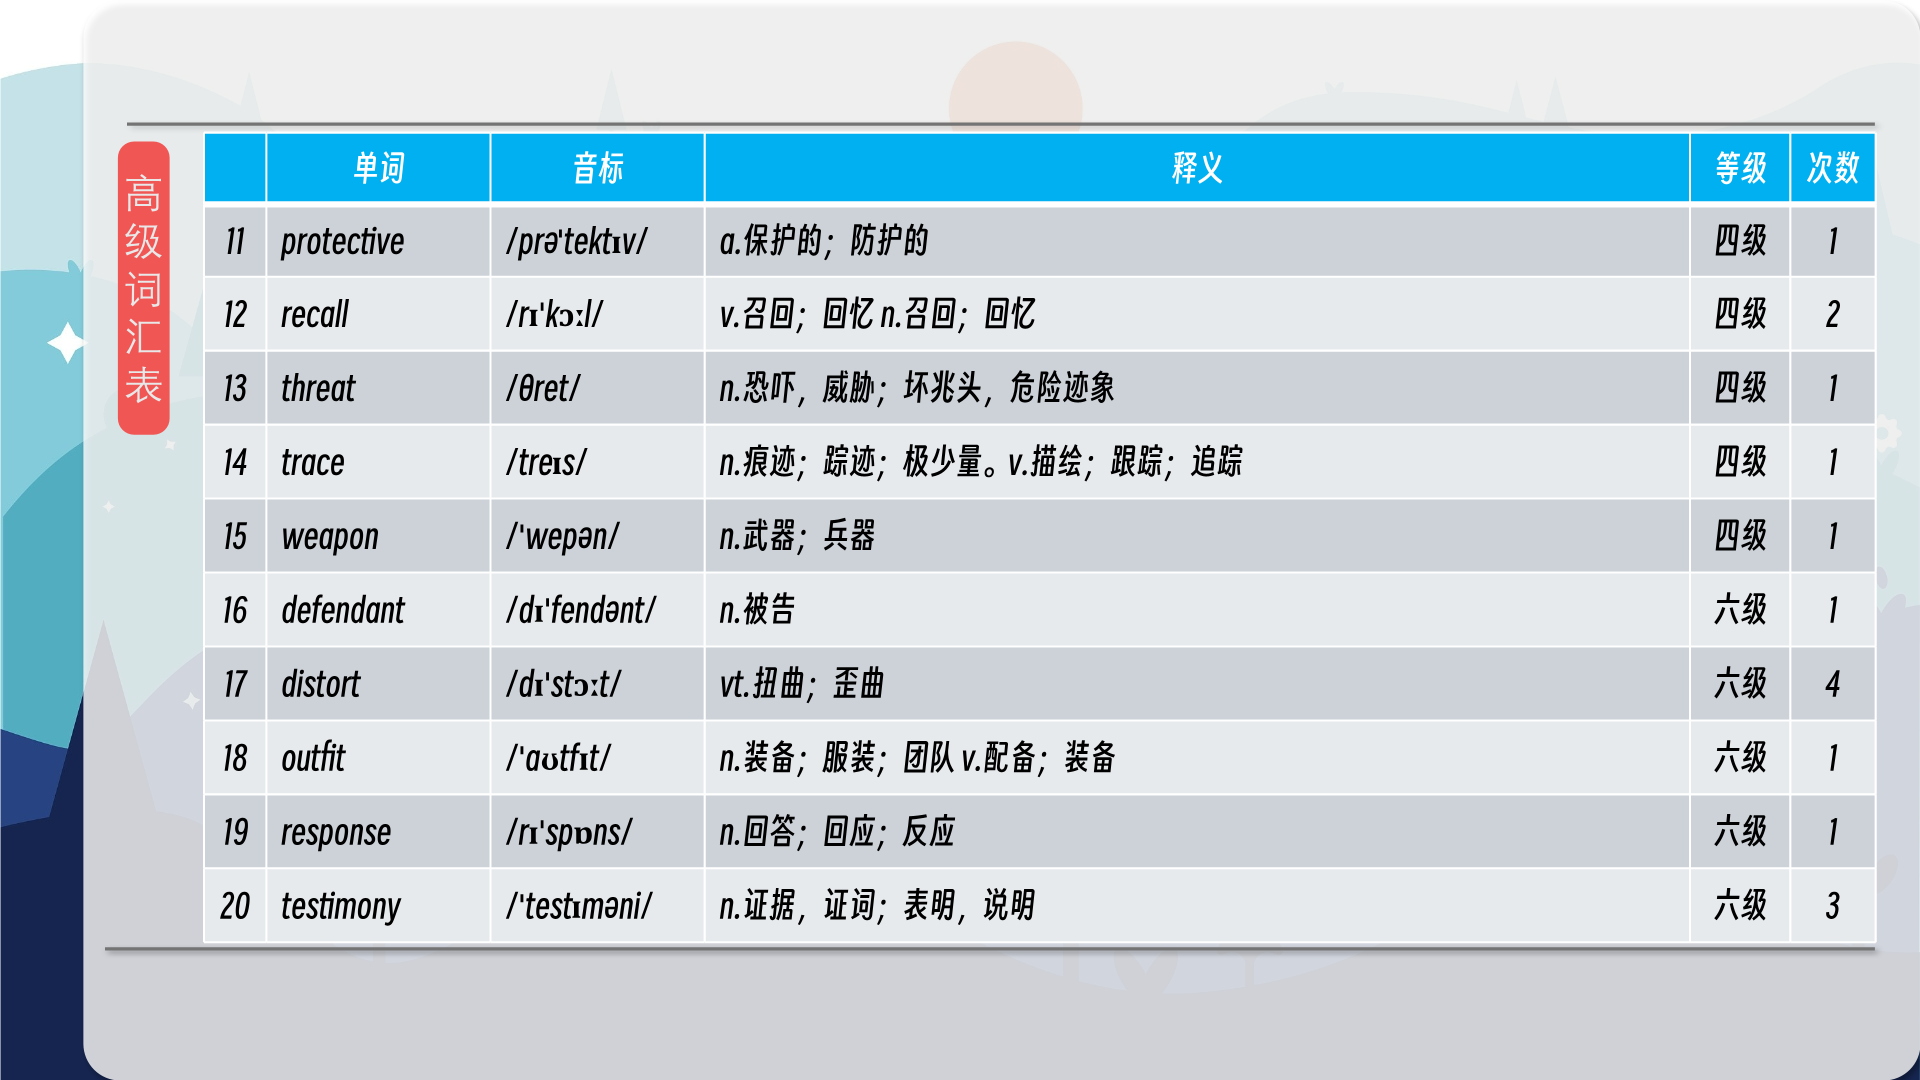 高级词汇表
单词 音标 释义 等级 次数
11 protective /prə'tektɪv/ a.保护的；防护的 四级 1
12 recall /rɪ'kɔːl/ v.召回；回忆 n.召回；回忆 四级 2
13 threat /θret/ n.恐吓，威胁；坏兆头，危险迹象 四级 1
14 trace /treɪs/ n.痕迹；踪迹；极少量。v.描绘；跟踪；追踪 四级 1
15 weapon /'wepən/ n.武器；兵器 四级 1
16 defendant /dɪ'fendənt/ n.被告 六级 1
17 distort /dɪ'stɔːt/ vt.扭曲；歪曲 六级 4
18 outfit /'aʊtfɪt/ n.装备；服装；团队 v.配备；装备 六级 1
19 response /rɪ'spɒns/ n.回答；回应；反应 六级 1
20 testimony /'testɪməni/ n.证据，证词；表明，说明 六级 3